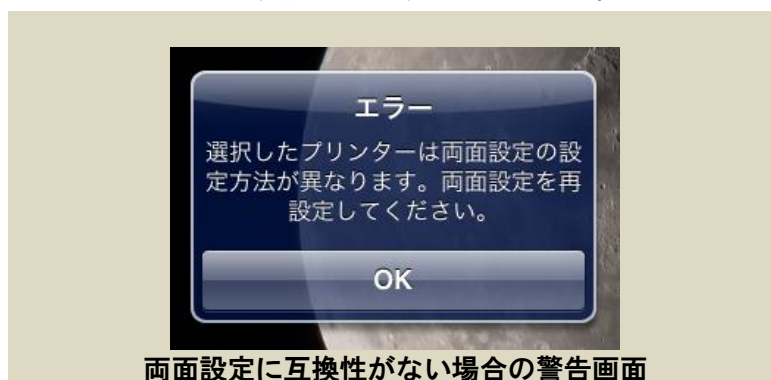 エラー
選択したプリンターは両面設定の設
定方法が異なります。両面設定を再
設定してください。
OK
両面設定に互換性がない場合の警告画面